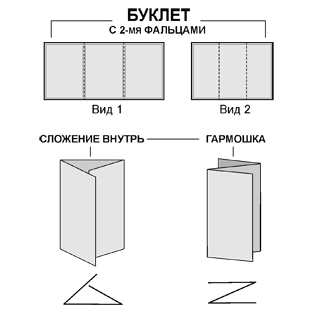 БУКЛЕТ
С 2-мя ФАЛЬЦАМИ
Вид 1
Вид 2
СЛОЖЕНИЕ ВНУТРЬ
ГАРМОШКА